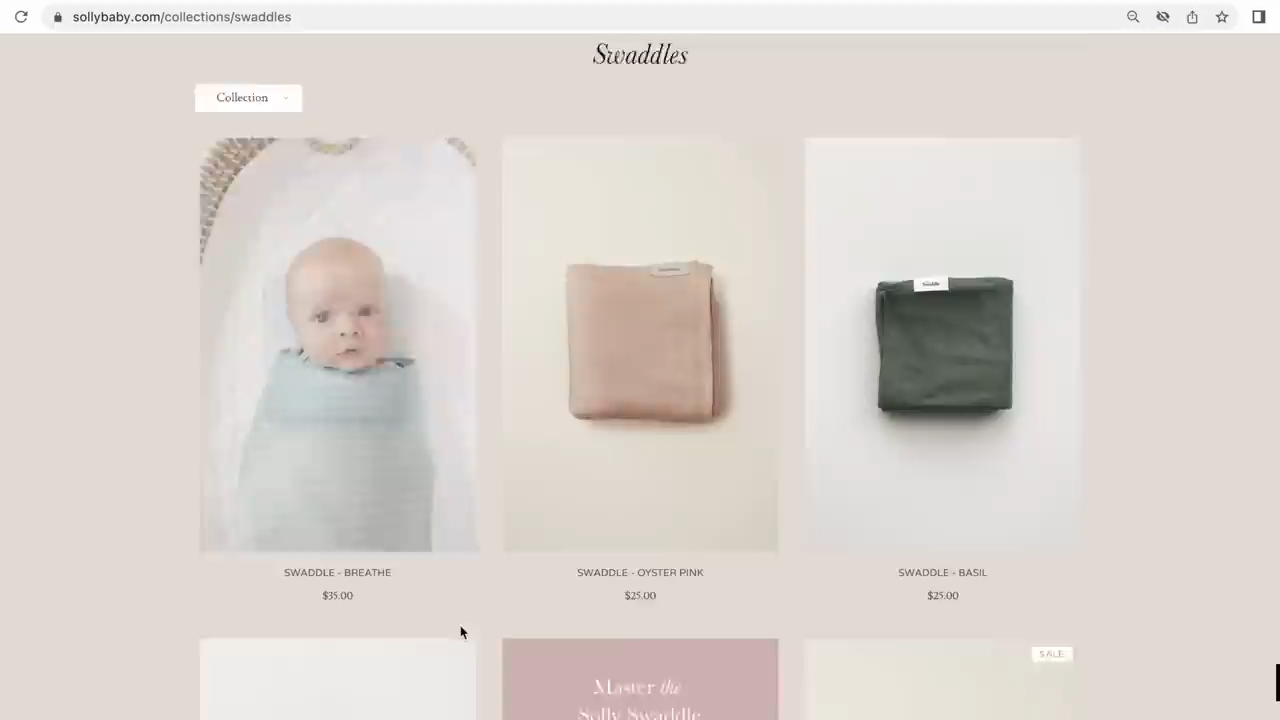 sollybaby.com/collections/swaddles
Swaddles
Collection
SWADDLE - BREATHE
$35.00
SWADDLE - OYSTER PINK
$25.00
SWADDLE - BASIL
$25.00
Master the
Solly Swaddle
SALE